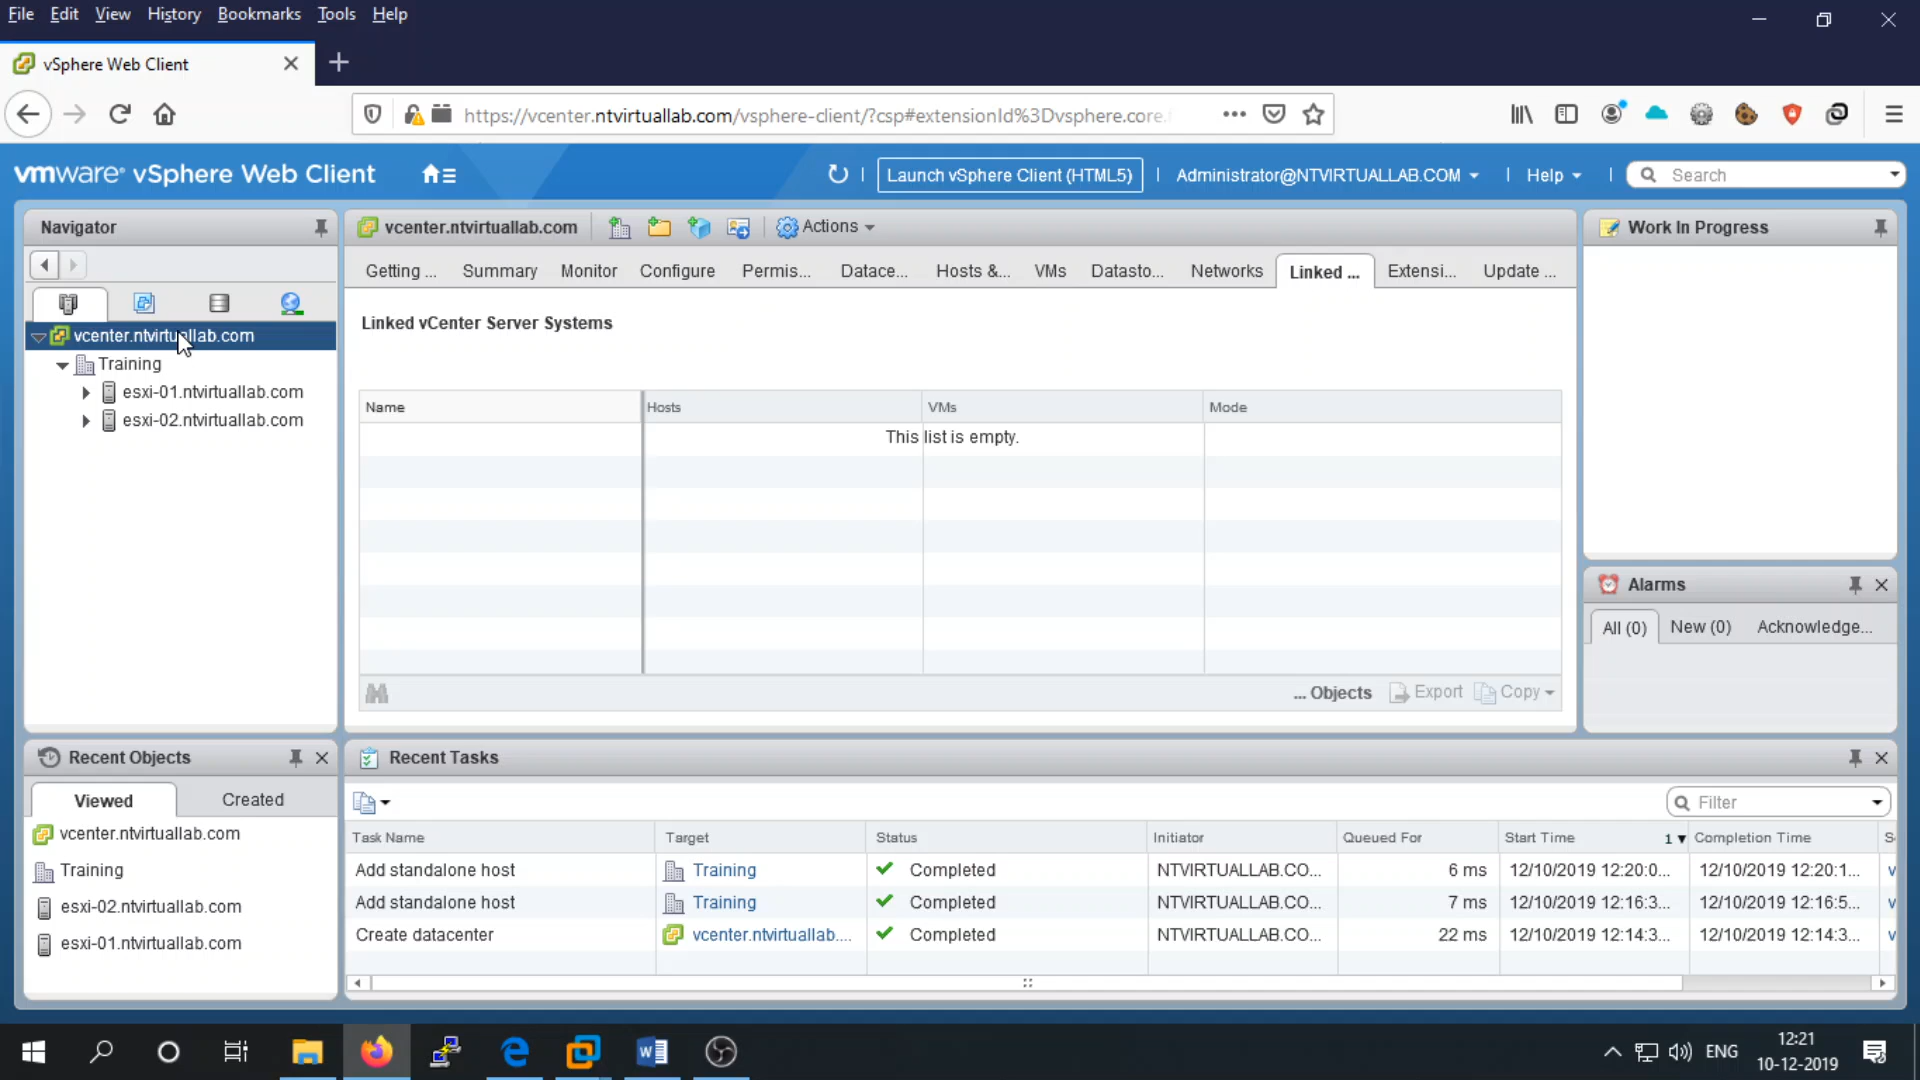 File Edit View History Bookmarks Tools Help
vSphere Web Client
https://vcenter.ntvirtuallab.com/vsphere-client/?csp#extensionId%3Dvsphere.core.
vmware® vSphere Web Client
Launch vSphere Client (HTML5)
Administrator@NTVIRTUALLAB.COM
Help
Search
Navigator
vcenter.ntvirtuallab.com
Actions
Work In Progress
Getting ... Summary Monitor Configure Permis... Datace... Hosts &... VMs Datasto... Networks Linked ... Extensi... Update ...
vcenter.ntvirtuallab.com
Training
esxi-01.ntvirtuallab.com
esxi-02.ntvirtuallab.com
Linked vCenter Server Systems
Name Hosts VMs Mode
This list is empty.
... Objects Export Copy
Alarms
All (0) New (0) Acknowledge...
Recent Objects
Viewed Created
vcenter.ntvirtuallab.com
Training
esxi-02.ntvirtuallab.com
esxi-01.ntvirtuallab.com
Recent Tasks
Filter
Task Name Target Status Initiator Queued For Start Time 1 Completion Time S
Add standalone host Training Completed NTVIRTUALLAB.CO... 6 ms 12/10/2019 12:20:0... 12/10/2019 12:20:1... v
Add standalone host Training Completed NTVIRTUALLAB.CO... 7 ms 12/10/2019 12:16:3... 12/10/2019 12:16:5... v
Create datacenter vcenter.ntvirtuallab.... Completed NTVIRTUALLAB.CO... 22 ms 12/10/2019 12:14:3... 12/10/2019 12:14:3... v
ENG
12:21
10-12-2019